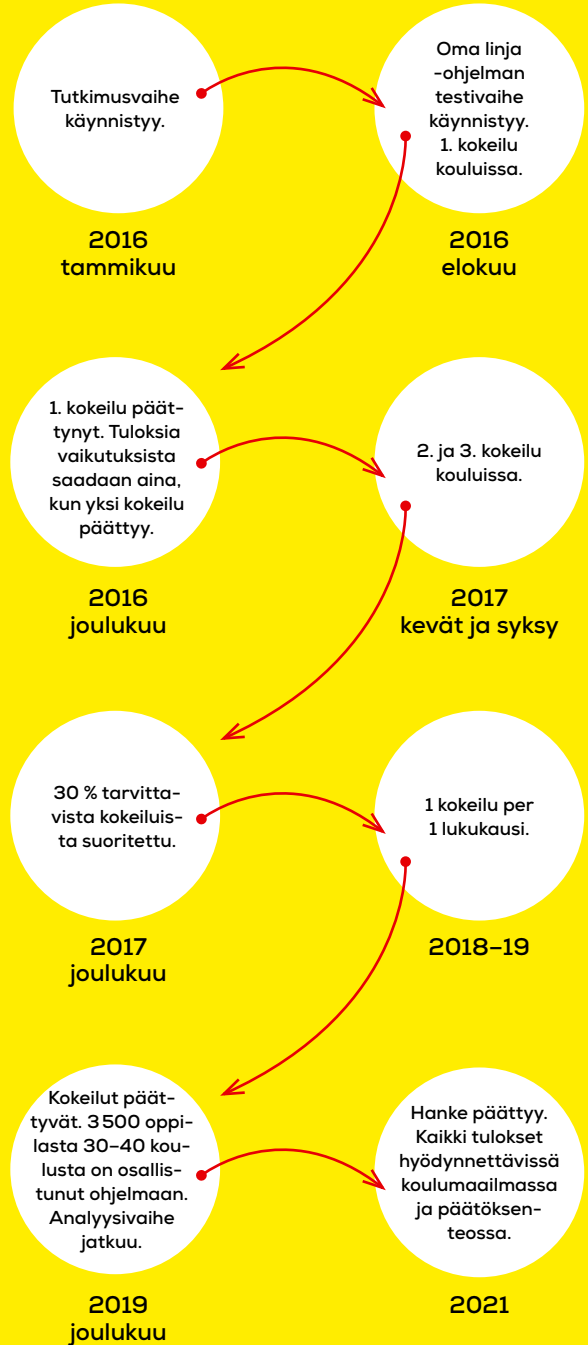 Tutkimusvaihe
käynnistyy.
2016
tammikuu
Oma linja
-ohjelman
testivaihe
käynnistyy.
1. kokeilu
kouluissa.
2016
elokuu
1. kokeilu päät-
tynyt. Tuloksia
vaikutuksista
saadaan aina,
kun yksi kokeilu
päättyy.
2016
joulukuu
2. ja 3. kokeilu
kouluissa.
2017
kevät ja syksy
30 % tarvitta-
vista kokeiluis-
ta suoritettu.
2017
joulukuu
1 kokeilu per
1 lukukausi.
2018–19
Kokeilut päät-
tyvät. 3 500 oppi-
lasta 30–40 kou-
lusta on osallis-
tunut ohjelmaan.
Analyysivaihe
jatkuu.
2019
joulukuu
Hanke päättyy.
Kaikki tulokset
hyödynnettävissä
koulumaailmassa
ja päätöksen-
teossa.
2021